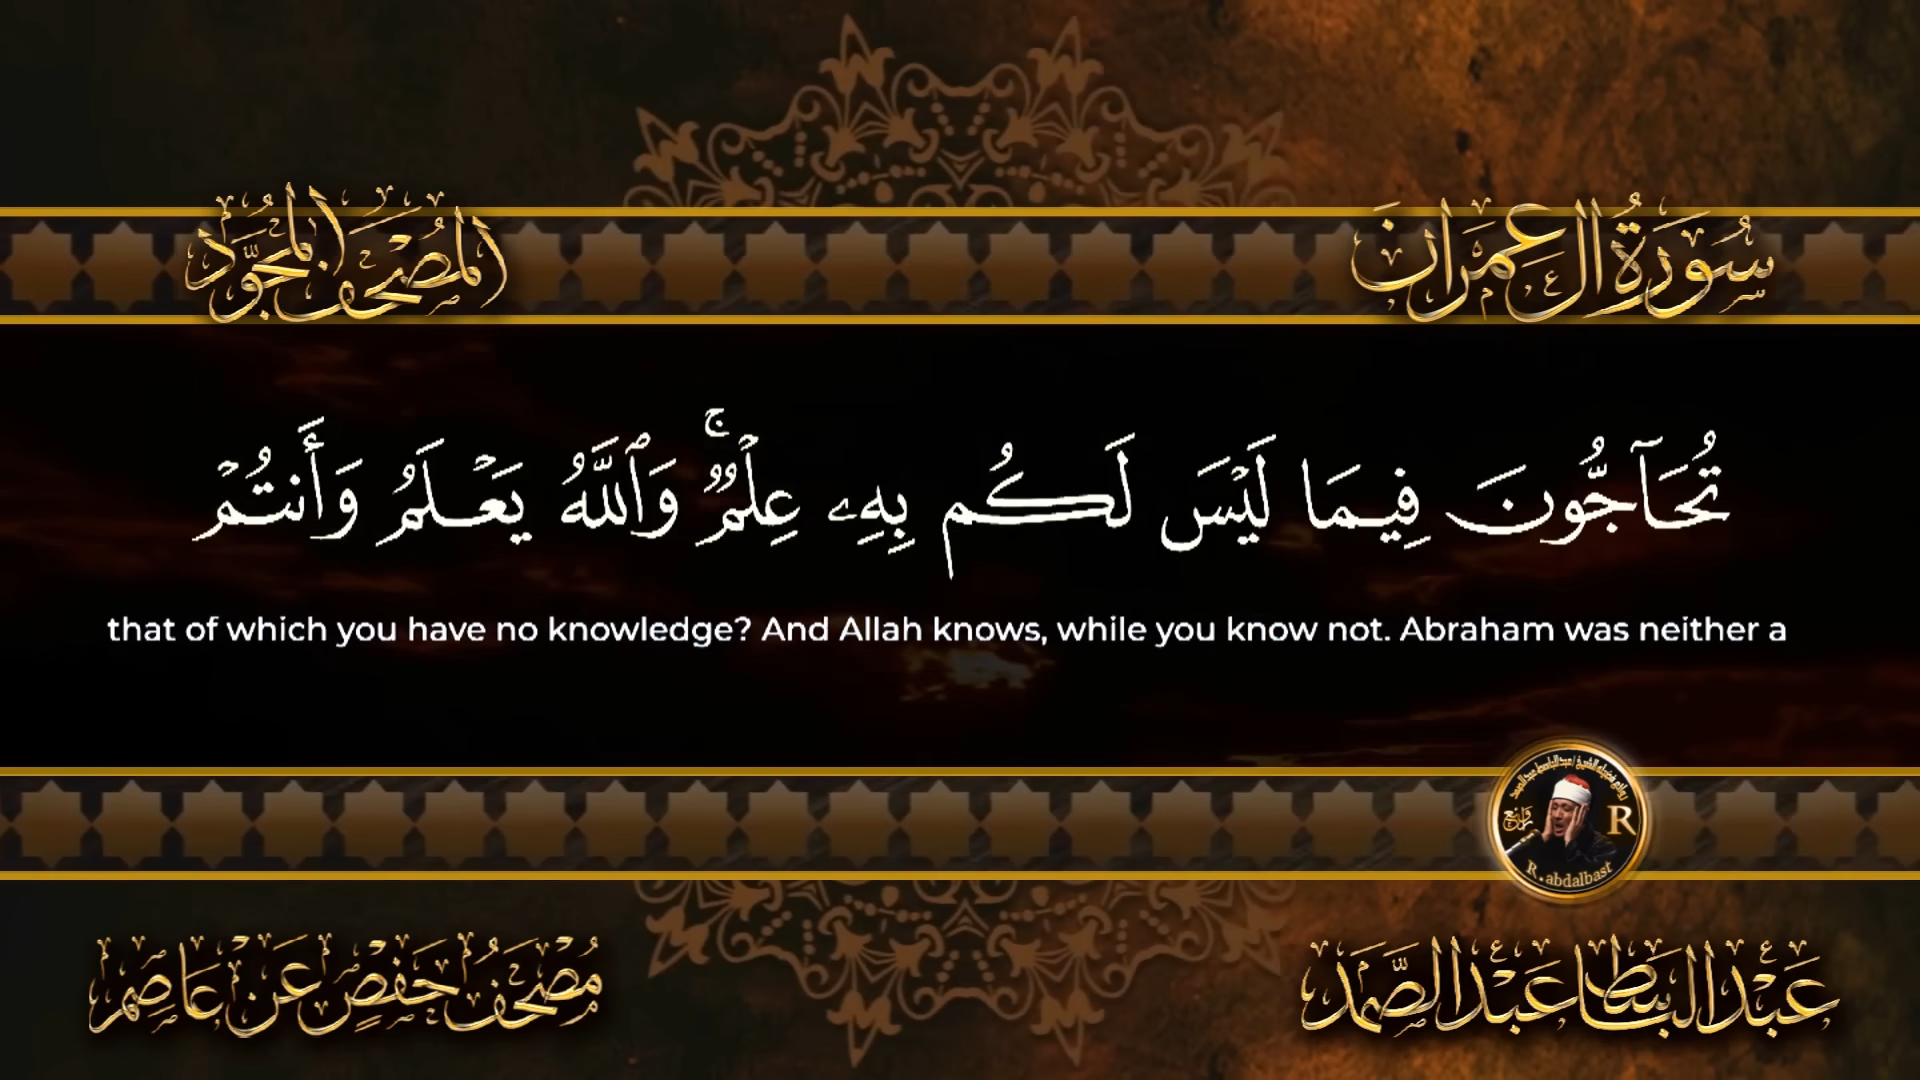 سُورَةُ آل عِمْرَان
المُصْحَفُ المُجَوَّد
تُحَآجُّونَ فِيمَا لَيْسَ لَكُم بِهِۦ عِلْمٌۭ ۚ وَٱللَّهُ يَعْلَمُ وَأَنتُمْ
that of which you have no knowledge? And Allah knows, while you know not. Abraham was neither a
R
R.abdalbast
عَبْدُ البَاسِط عَبْدُ الصَّمَد
مُصْحَفُ حَفْصٍ عَنْ عَاصِم